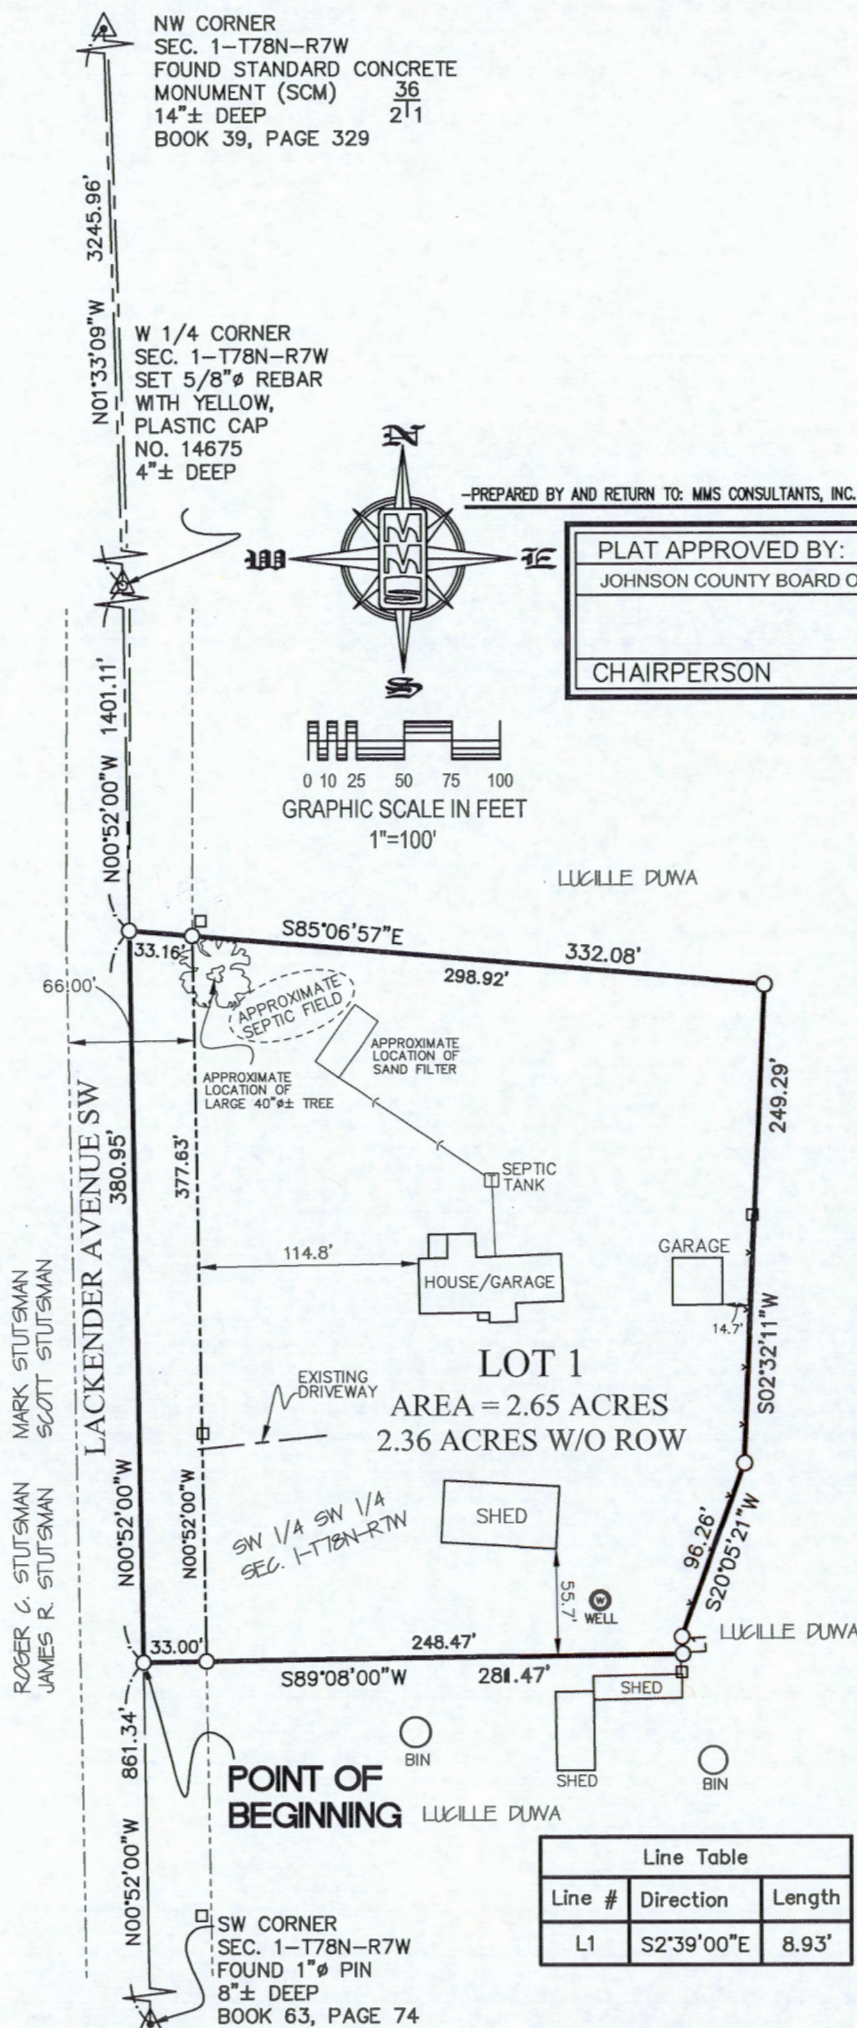 NW CORNER
SEC. 1-T78N-R7W
FOUND STANDARD CONCRETE
MONUMENT (SCM)
36
2 1
14"± DEEP
BOOK 39, PAGE 329
N01°33'09"W 3245.96'
W 1/4 CORNER
SEC. 1-T78N-R7W
SET 5/8"ø REBAR
WITH YELLOW,
PLASTIC CAP
NO. 14675
4"± DEEP
N
W
E
S
MMS
-PREPARED BY AND RETURN TO: MMS CONSULTANTS, INC.
PLAT APPROVED BY:
JOHNSON COUNTY BOARD O
CHAIRPERSON
0 10 25 50 75 100
GRAPHIC SCALE IN FEET
1"=100'
N00°52'00"W 1401.11'
LUCILLE DUWA
S85°06'57"E
332.08'
33.16'
298.92'
66.00'
APPROXIMATE
SEPTIC FIELD
APPROXIMATE
LOCATION OF
SAND FILTER
APPROXIMATE
LOCATION OF
LARGE 40"ø± TREE
249.29'
S02°32'11"W
LACKENDER AVENUE SW
380.95'
N00°52'00"W
377.63'
N00°52'00"W
SEPTIC
TANK
114.8'
HOUSE/GARAGE
GARAGE
14.7'
MARK STUTSMAN
SCOTT STUTSMAN
ROGER C. STUTSMAN
JAMES R. STUTSMAN
LOT 1
AREA = 2.65 ACRES
2.36 ACRES W/O ROW
EXISTING
DRIVEWAY
SW 1/4 SW 1/4
SEC. 1-T78N-R7W
SHED
55.7'
W
WELL
96.26'
S20°05'21"W
L1
LUCILLE DUWA
33.00'
248.47'
S89°08'00"W
281.47'
SHED
SHED
BIN
BIN
861.34'
N00°52'00"W
POINT OF
BEGINNING
LUCILLE DUWA
Line Table
Line # Direction Length
L1 S2°39'00"E 8.93'
SW CORNER
SEC. 1-T78N-R7W
FOUND 1"ø PIN
8"± DEEP
BOOK 63, PAGE 74